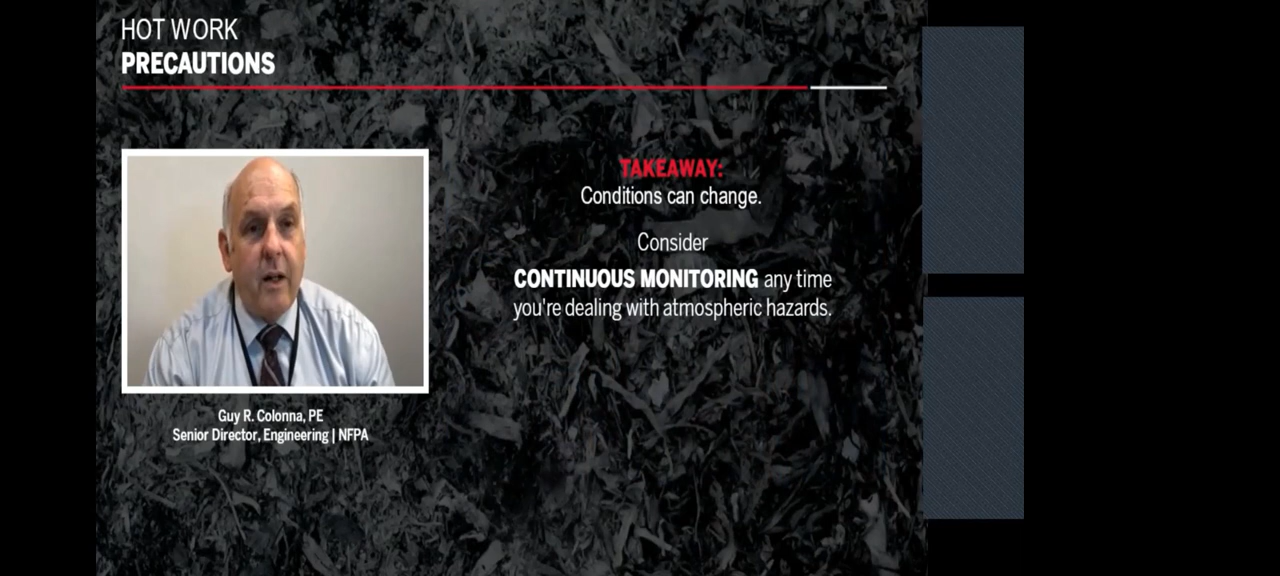 HOT WORK
PRECAUTIONS
TAKEAWAY:
Conditions can change.
Consider
CONTINUOUS MONITORING any time
you're dealing with atmospheric hazards.
Guy R. Colonna, PE
Senior Director, Engineering | NFPA